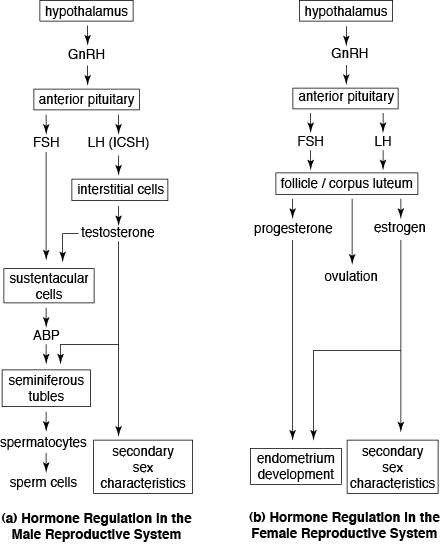 hypothalamus
GnRH
anterior pituitary
FSH
LH (ICSH)
interstitial cells
testosterone
sustentacular
cells
ABP
seminiferous
tubles
spermatocytes
sperm cells
secondary
sex
characteristics
(a) Hormone Regulation in the
Male Reproductive System
hypothalamus
GnRH
anterior pituitary
FSH
LH
follicle / corpus luteum
progesterone
estrogen
ovulation
endometrium
development
secondary
sex
characteristics
(b) Hormone Regulation in the
Female Reproductive System